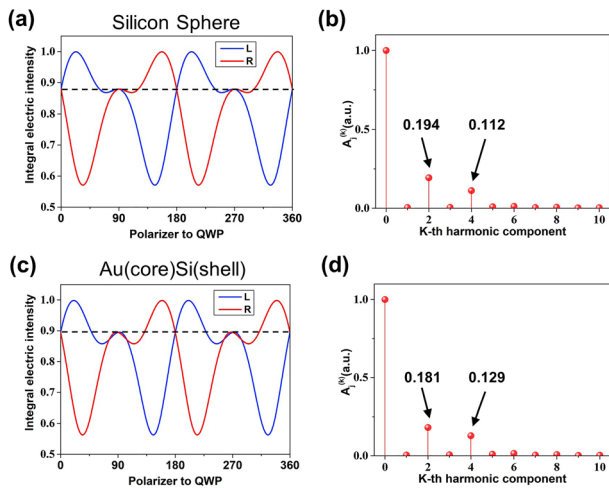 (a)
Silicon Sphere
Integral electric intensity
1.0
0.9
0.8
0.7
0.6
0.5
L
R
0 90 180 270 360
Polarizer to QWP
(b)
A_j^(k)(a.u.)
1.0
0.5
0.0
0.194
0.112
0 2 4 6 8 10
K-th harmonic component
(c)
Au(core)Si(shell)
Integral electric intensity
1.0
0.9
0.8
0.7
0.6
0.5
L
R
0 90 180 270 360
Polarizer to QWP
(d)
A_j^(k)(a.u.)
1.0
0.5
0.0
0.181
0.129
0 2 4 6 8 10
K-th harmonic component